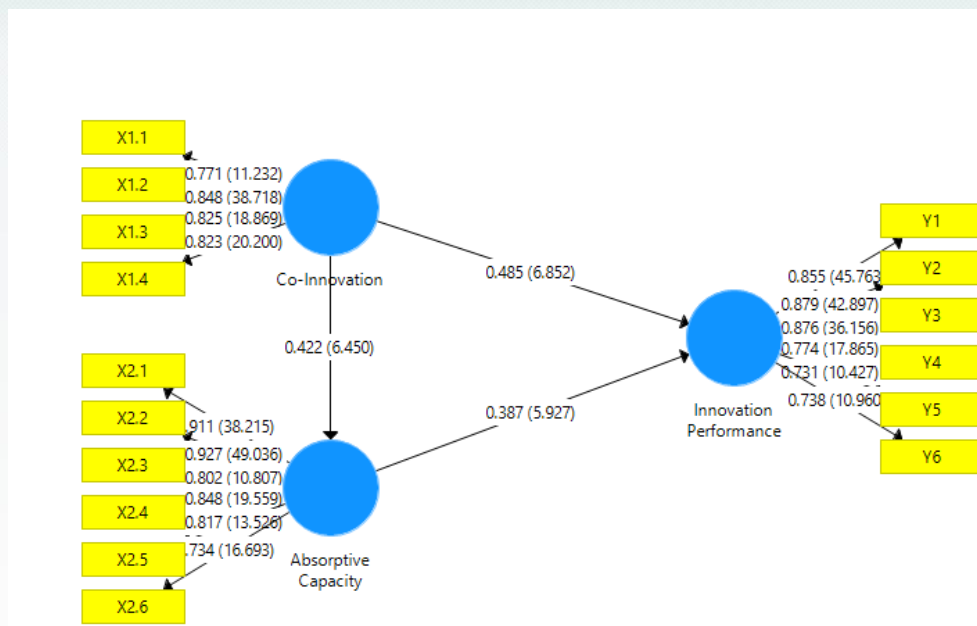 X1.1
X1.2
X1.3
X1.4
0.771 (11.232)
0.848 (38.718)
0.825 (18.869)
0.823 (20.200)
Co-Innovation
0.485 (6.852)
0.422 (6.450)
X2.1
X2.2
X2.3
X2.4
X2.5
X2.6
.911 (38.215)
0.927 (49.036)
0.802 (10.807)
0.848 (19.559)
0.817 (13.526)
.734 (16.693)
Absorptive
Capacity
0.387 (5.927)
Innovation
Performance
0.855 (45.763
0.879 (42.897)
0.876 (36.156)
0.774 (17.865)
0.731 (10.427)
0.738 (10.960
Y1
Y2
Y3
Y4
Y5
Y6